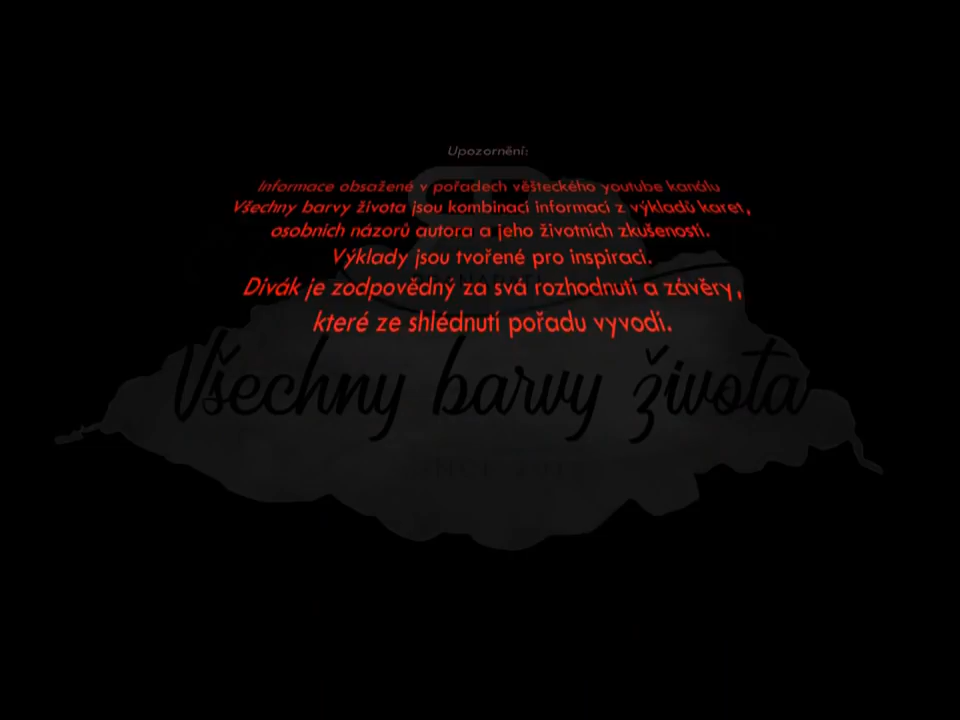 Upozornění:
Informace obsažené v pořadech věšteckého youtube kanálu
Všechny barvy života jsou kombinací informací z výkladů karet,
osobních názorů autora a jeho životních zkušeností.
Výklady jsou tvořené pro inspiraci.
Divák je zodpovědný za svá rozhodnutí a závěry,
které ze shlédnutí pořadu vyvodí.
Všechny barvy života